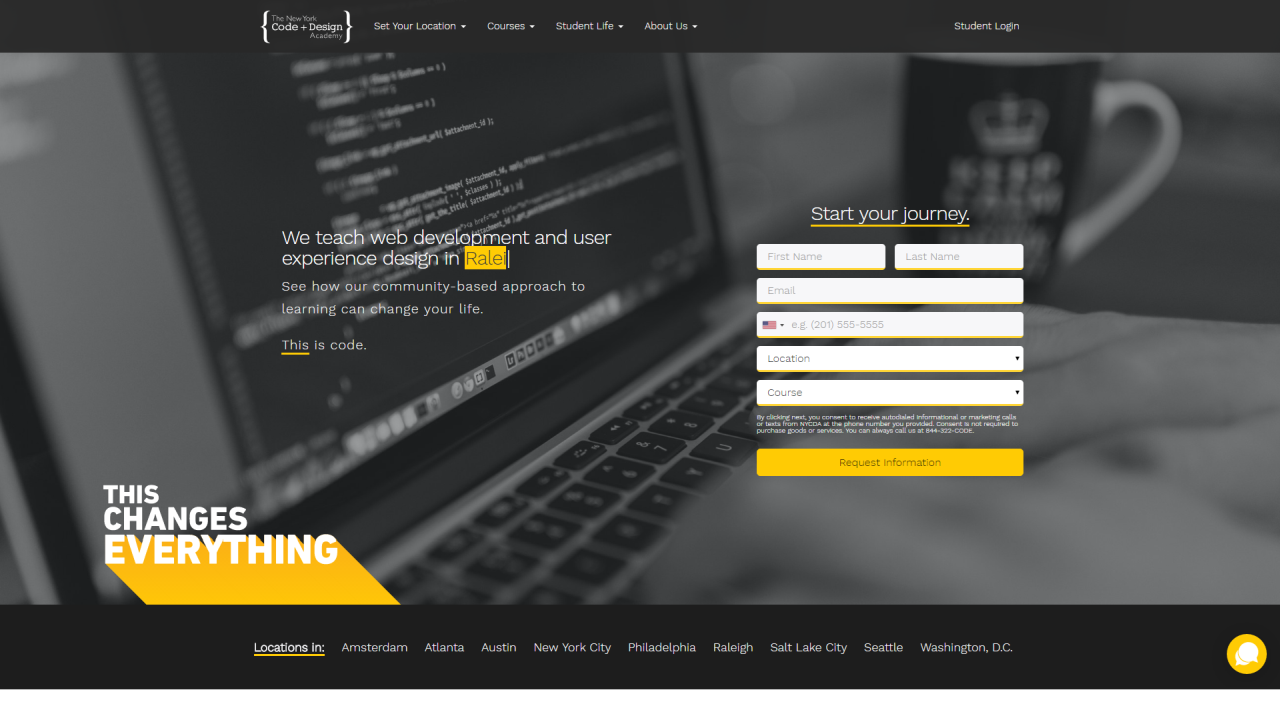 The New York
Code + Design
Academy
Set Your Location
Courses
Student Life
About Us
Student Login
We teach web development and user
experience design in Ralei
See how our community-based approach to
learning can change your life.
This is code.
Start your journey.
First Name
Last Name
Email
e.g. (201) 555-5555
Location
Course
By clicking next, you consent to receive autodialed informational or marketing calls
or texts from NYCDA at the phone number you provided. Consent is not required to
purchase goods or services. You can always call us at 844-322-CODE.
Request Information
THIS
CHANGES
EVERYTHING
Locations in:
Amsterdam
Atlanta
Austin
New York City
Philadelphia
Raleigh
Salt Lake City
Seattle
Washington, D.C.